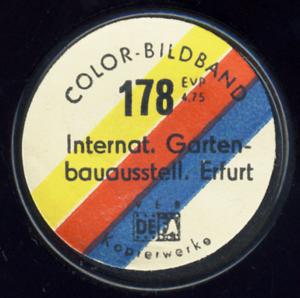 COLOR-BILDBAND
178
EVP
4,75
Internat. Garten-
bauausstell. Erfurt
VEB
DEFA
Kopierwerke